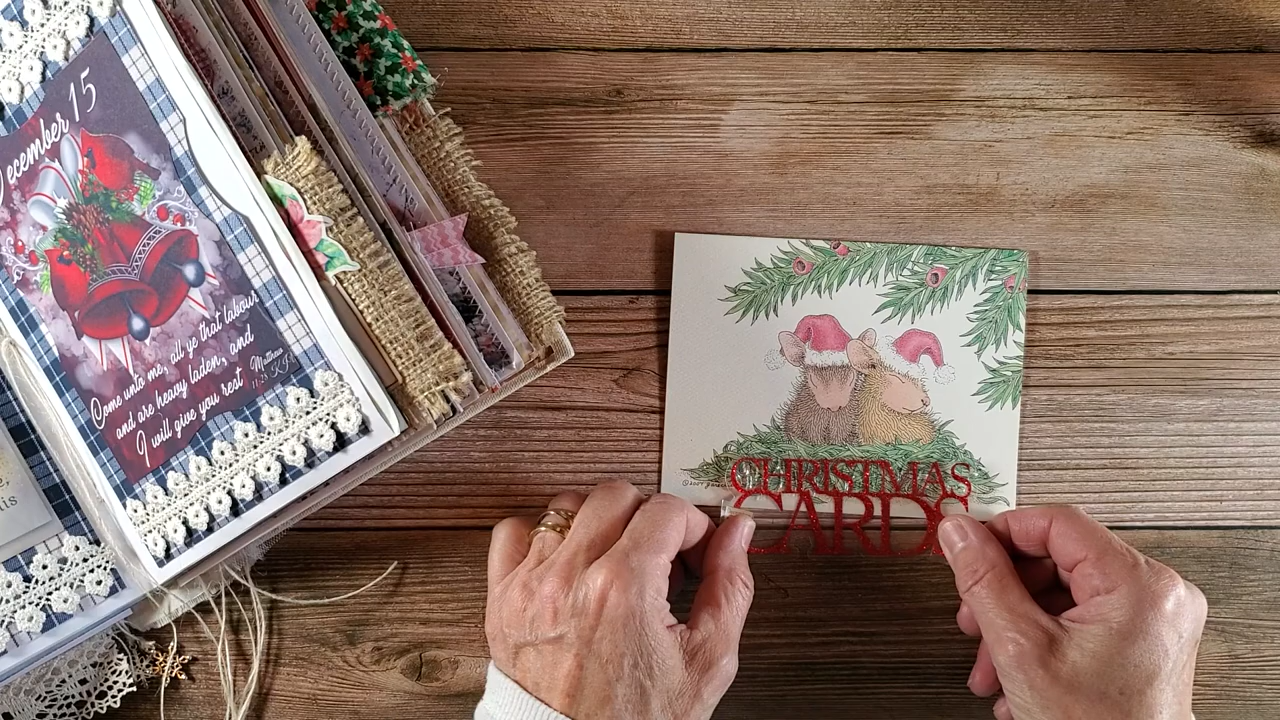 December 15
Come unto me, all ye that labour
and are heavy laden, and
I will give you rest
Matthew
11:28 KJV
CHRISTMAS
CARDS